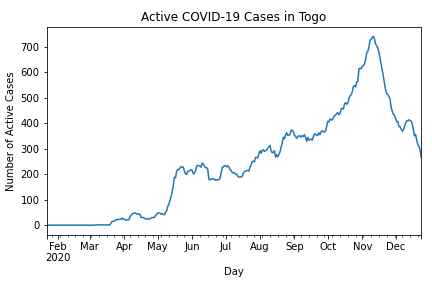 Active COVID-19 Cases in Togo
Number of Active Cases
700
600
500
400
300
200
100
0
Feb Mar Apr May Jun Jul Aug Sep Oct Nov Dec
2020
Day